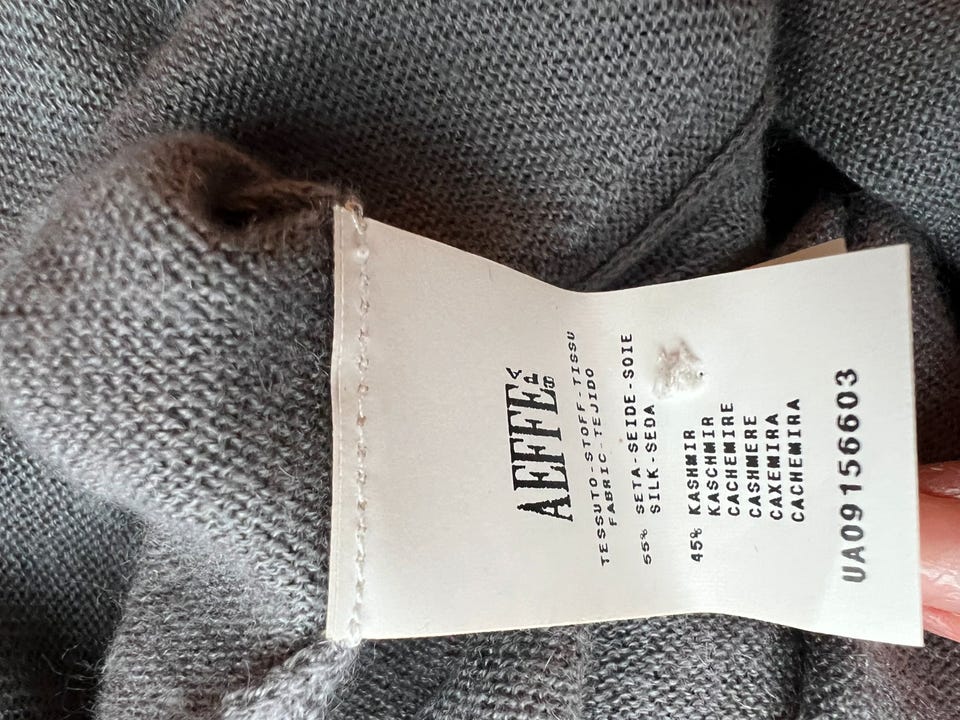 AEFFE SPA
TESSUTO-STOFF-TISSU
FABRIC-TEJIDO
55% SETA-SEIDE-SOIE
SILK-SEDA
45% KASHMIR
KASCHMIR
CACHEMIRE
CASHMERE
CAXEMIRA
CACHEMIRA
UA09156603